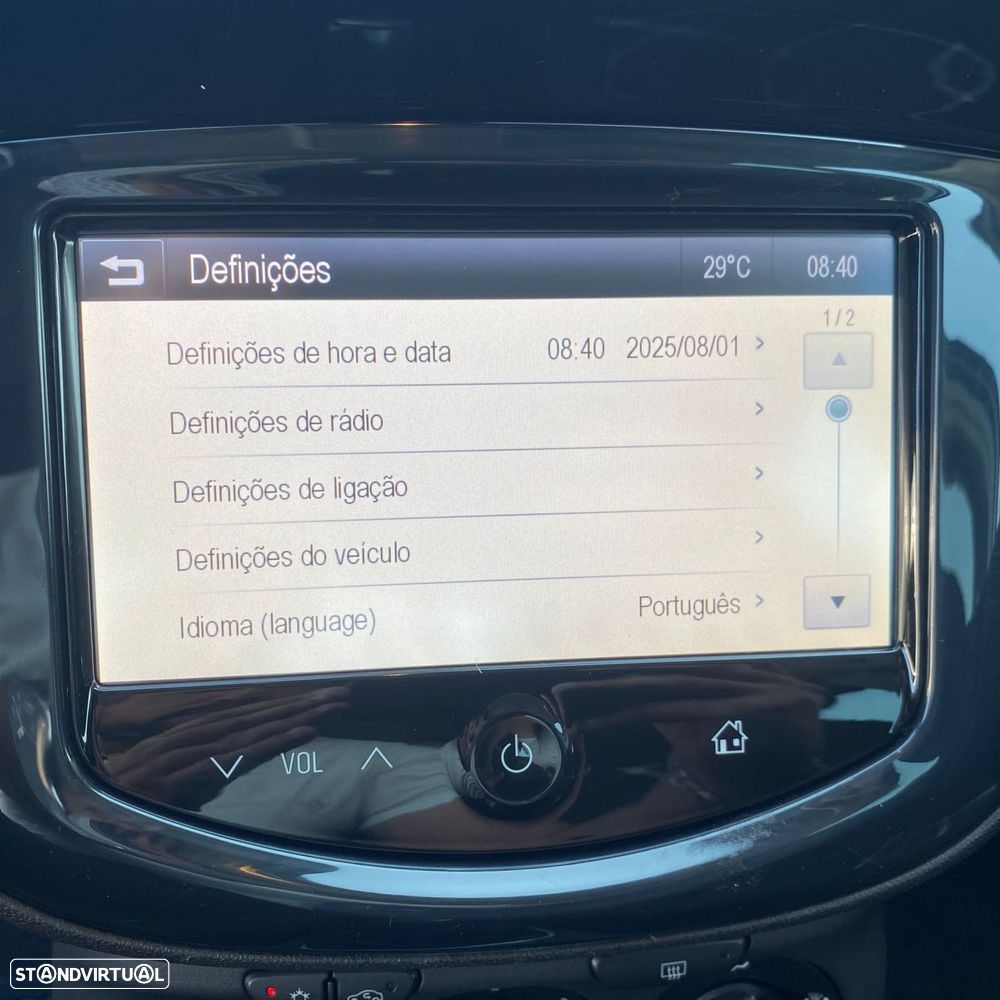 Definições 29°C 08:40
1/2
Definições de hora e data 08:40 2025/08/01
Definições de rádio
Definições de ligação
Definições do veículo
Idioma (language) Português
VOL
STANDVIRTUAL